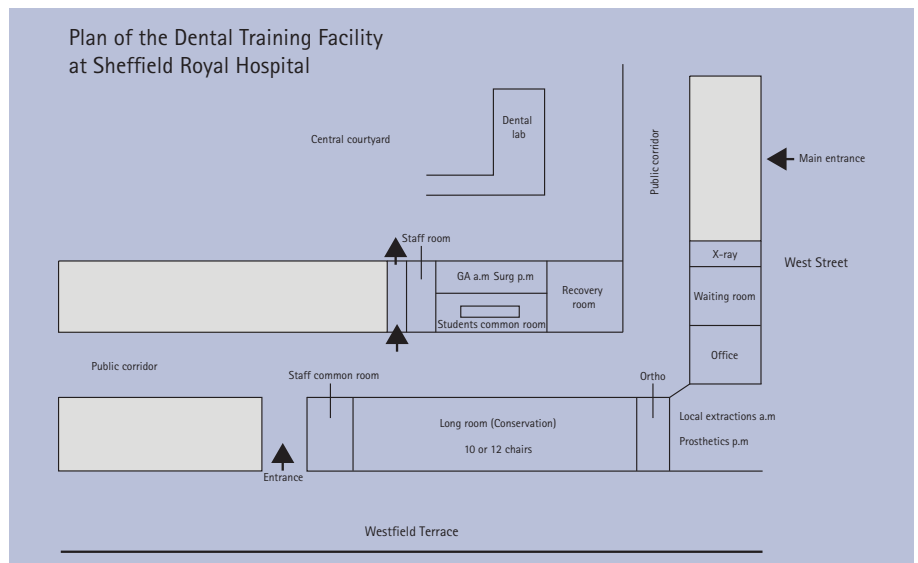 Plan of the Dental Training Facility
at Sheffield Royal Hospital
Dental
lab
Central courtyard
Public corridor
Main entrance
Staff room
X-ray
West Street
GA a.m Surg p.m
Recovery
room
Waiting room
Students common room
Office
Public corridor
Staff common room
Ortho
Long room (Conservation)
10 or 12 chairs
Local extractions a.m
Prosthetics p.m
Entrance
Westfield Terrace